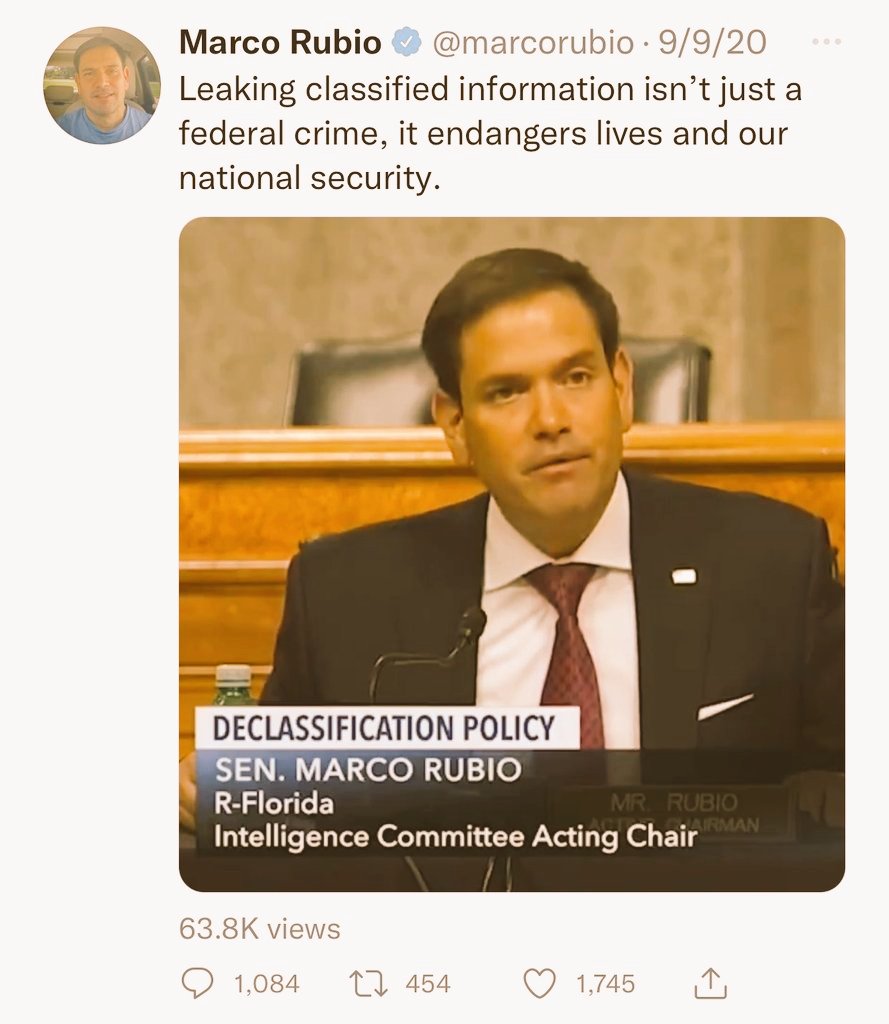 Marco Rubio @marcorubio · 9/9/20
Leaking classified information isn’t just a
federal crime, it endangers lives and our
national security.
DECLASSIFICATION POLICY
SEN. MARCO RUBIO
R-Florida
MR. RUBIO
ACTING CHAIRMAN
Intelligence Committee Acting Chair
63.8K views
1,084 454 1,745